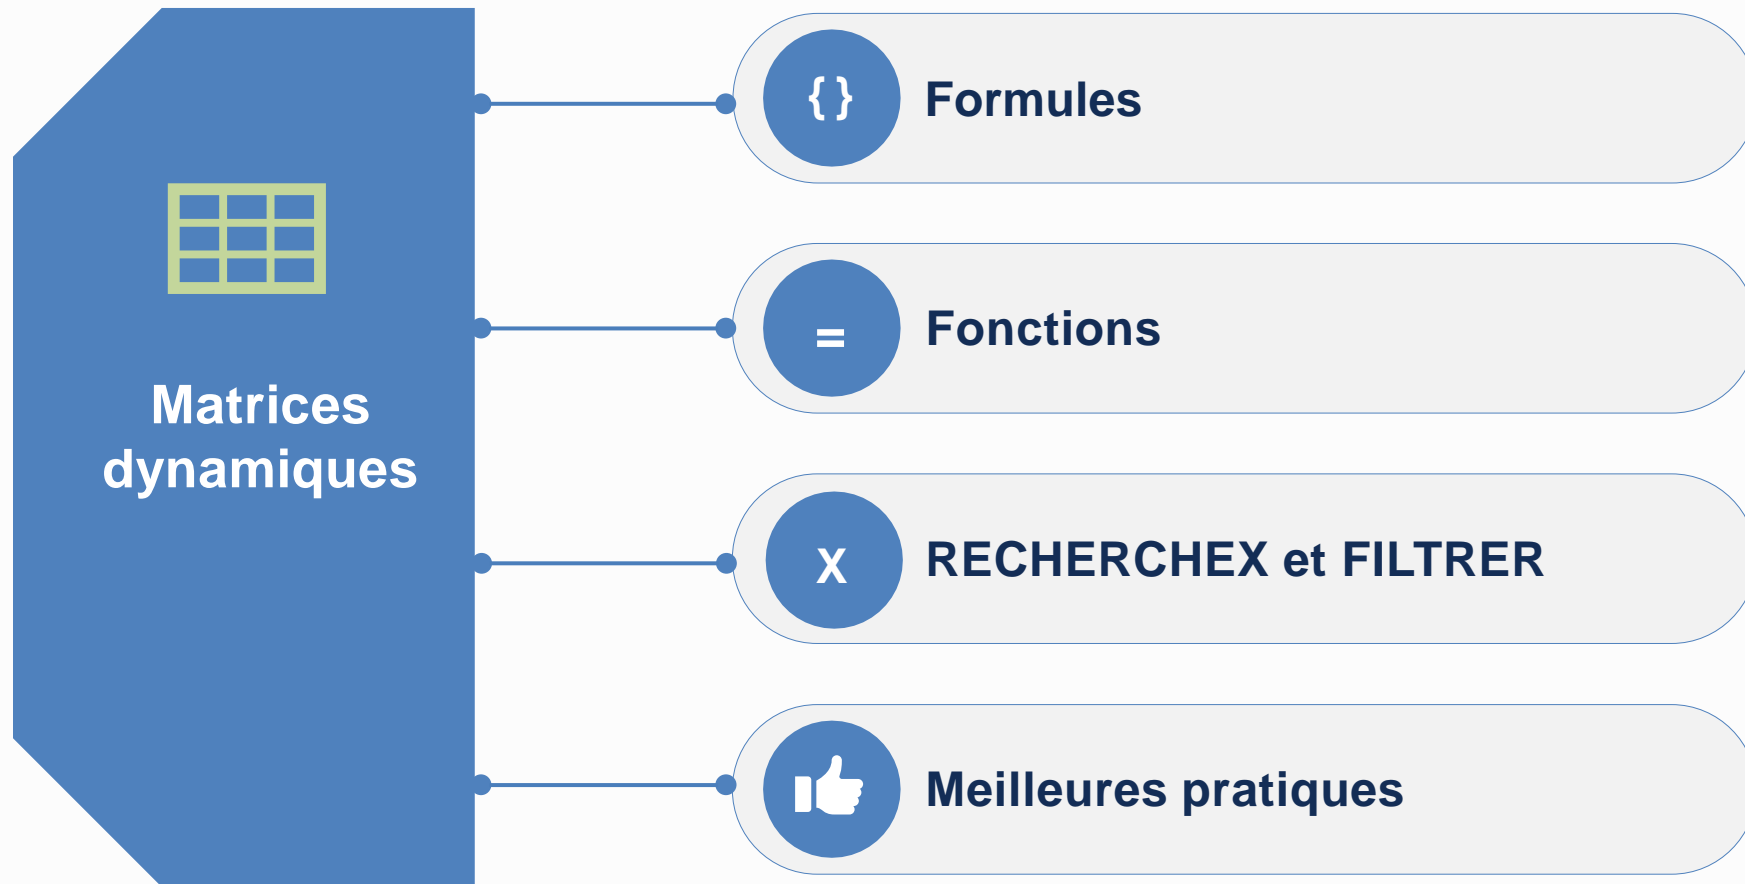 Matrices
dynamiques
{ } Formules
= Fonctions
X RECHERCHEX et FILTRER
Meilleures pratiques